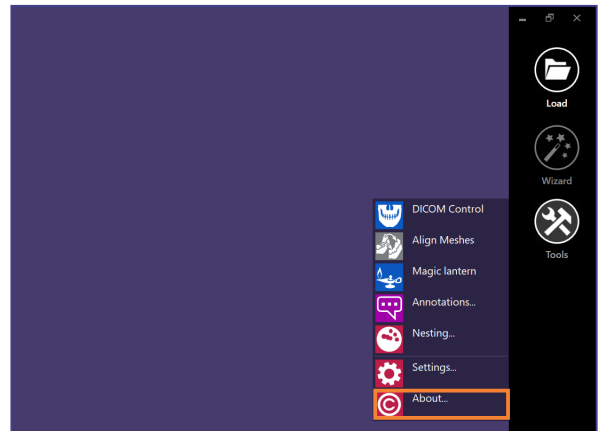 Load
Wizard
Tools
DICOM Control
Align Meshes
Magic lantern
Annotations...
Nesting...
Settings...
About...